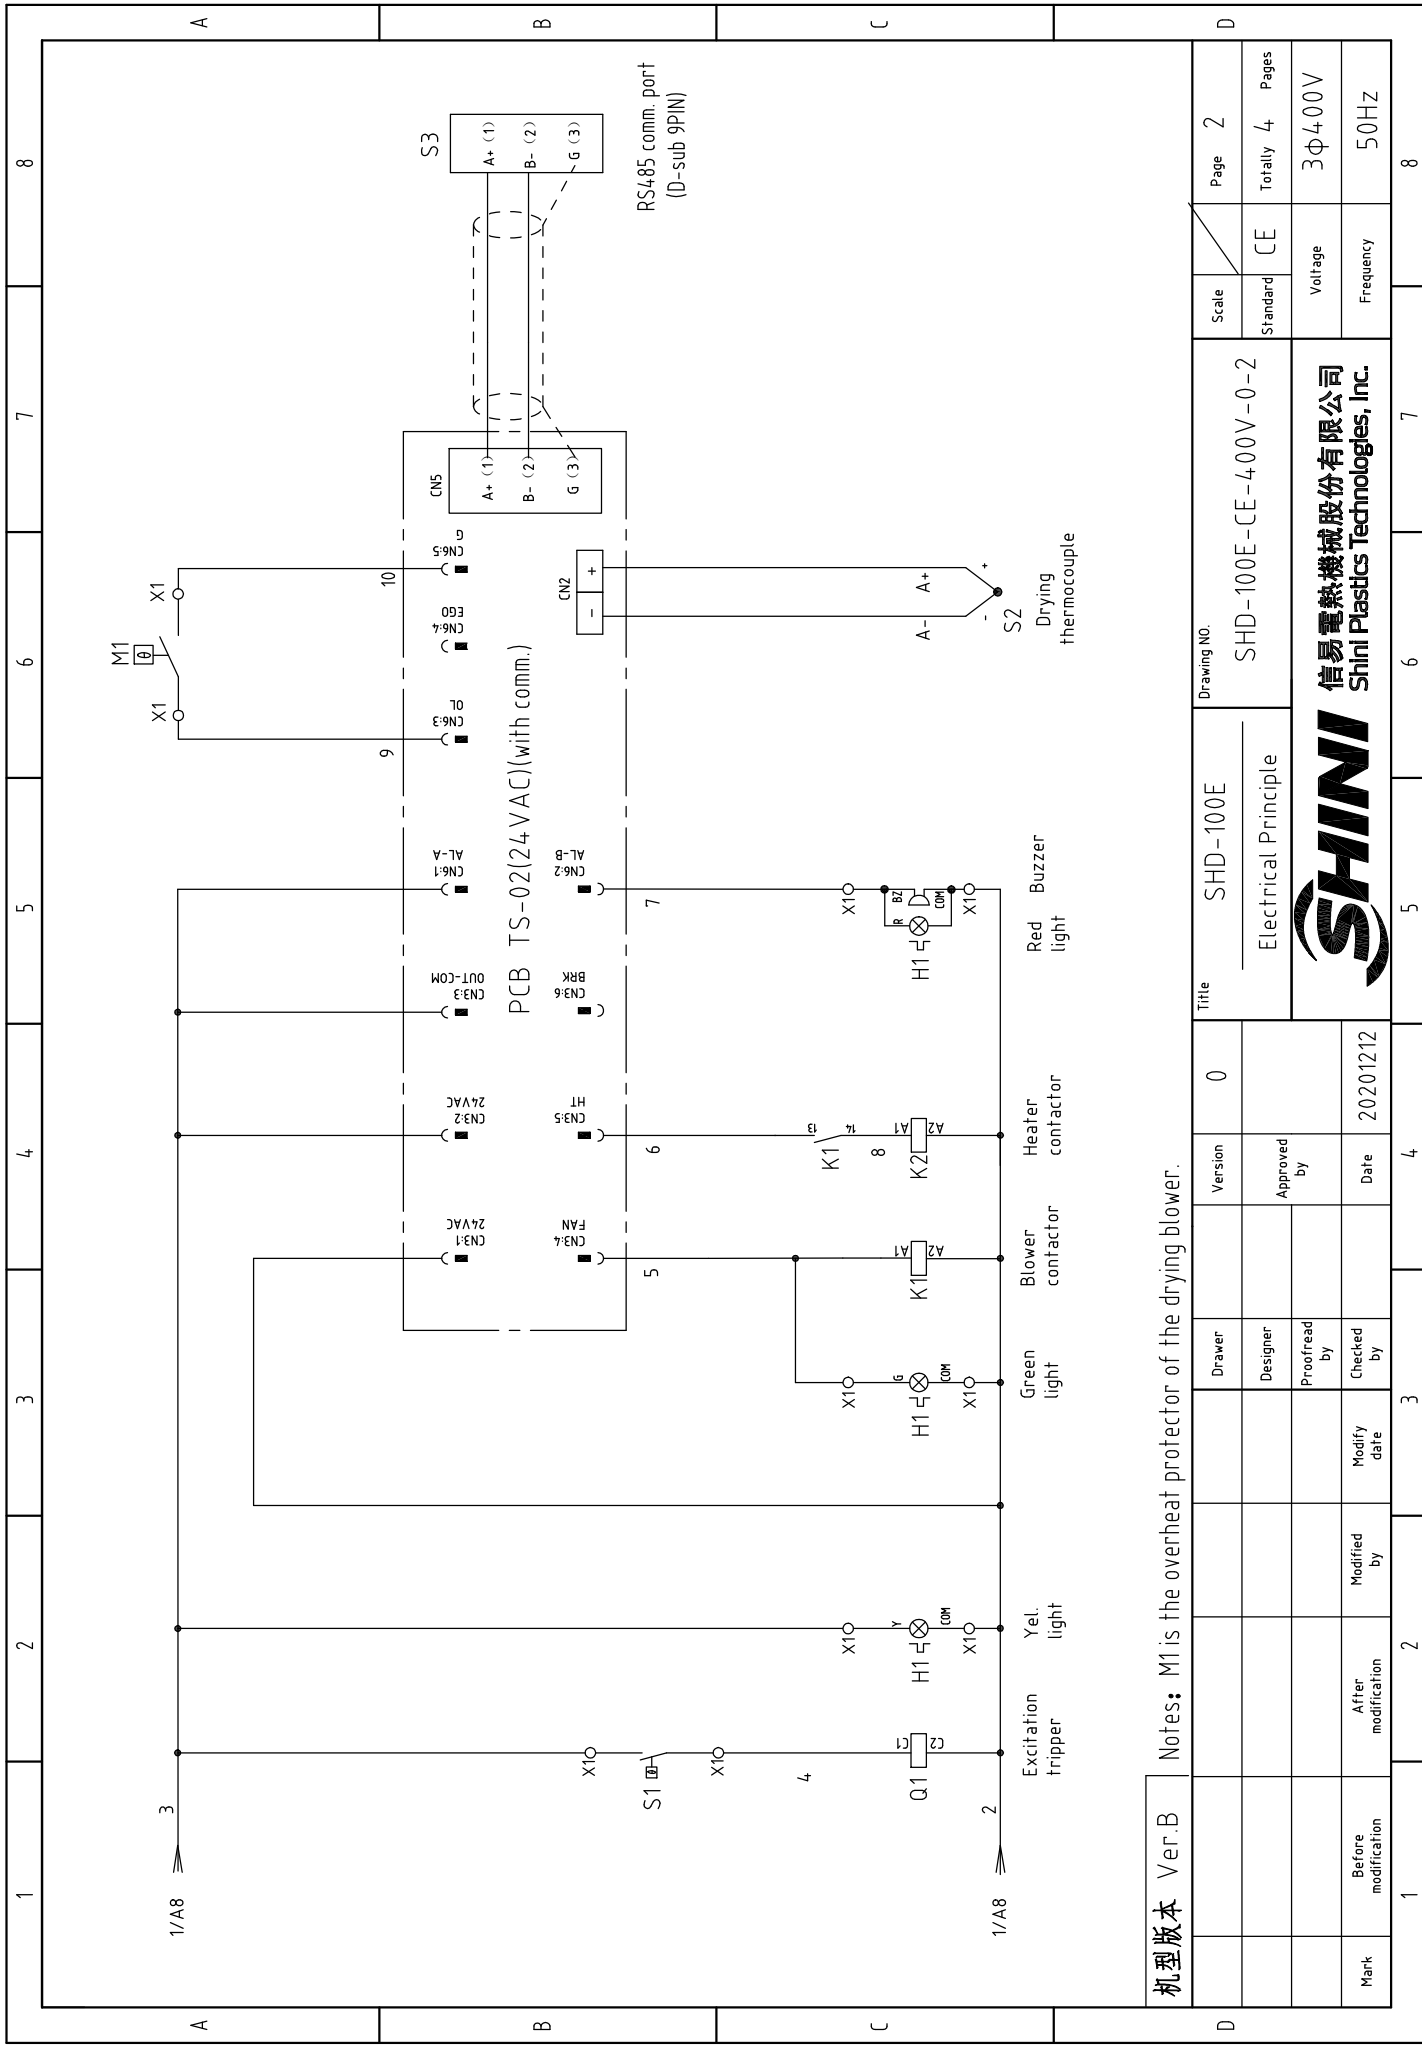 1 2 3 4 5 6 7 8
A
B
C
D
1/A8
3
1/A8
2
X1
S1
X1
4
Q1
C1
C2
Excitation
tripper
X1
H1
Y
COM
X1
Yel.
light
X1
H1
G
COM
X1
Green
light
CN3:1
24VAC
CN3:4
FAN
5
K1
A1
A2
Blower
contactor
CN3:2
24VAC
CN3:5
HT
6
K1
13
14
8
K2
A1
A2
Heater
contactor
CN3:3
OUT-COM
CN3:6
BRK
CN6:1
AL-A
CN6:2
AL-B
7
X1
H1
R
BZ
COM
X1
Red
light
Buzzer
PCB TS-02(24VAC)(with comm.)
X1
M1
θ
X1
9
10
CN6:3
OL
CN6:4
EGO
CN6:5
G
CN2
- +
A- A+
- +
S2
Drying
thermocouple
CN5
A+ (1)
B- (2)
G (3)
S3
A+ (1)
B- (2)
G (3)
RS485 comm. port
(D-sub 9PIN)
机型版本 Ver.B
Notes: M1 is the overheat protector of the drying blower.
Mark
Before
modification
After
modification
Modified
by
Modify
date
Drawer
Designer
Proofread
by
Checked
by
Version
0
Approved
by
Date
20201212
Title
SHD-100E
Electrical Principle
Drawing NO.
SHD-100E-CE-400V-0-2
SHINI
信易電熱機械股份有限公司
Shini Plastics Technologies, Inc.
Scale
Page 2
Standard CE
Totally 4 Pages
Voltage
3φ400V
Frequency
50HZ
A
B
C
D
1 2 3 4 5 6 7 8